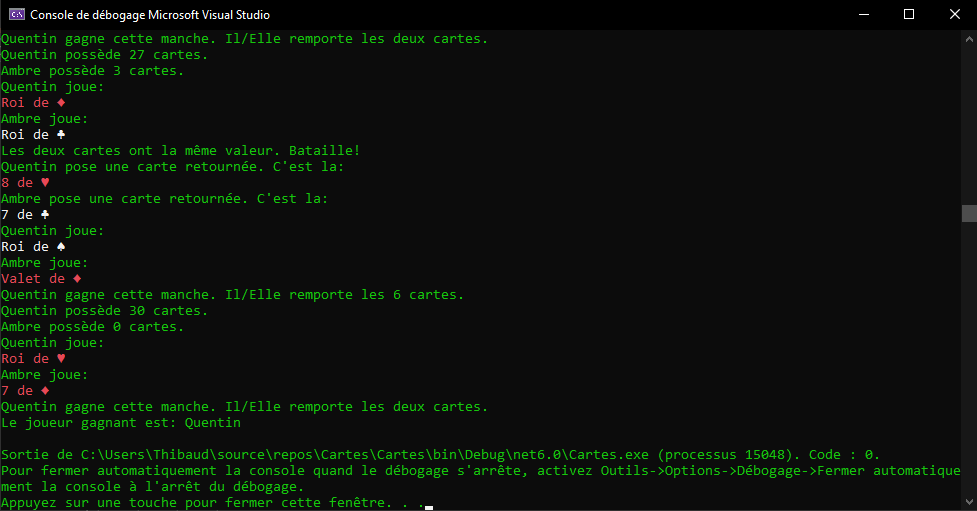 Console de débogage Microsoft Visual Studio
Quentin gagne cette manche. Il/Elle remporte les deux cartes.
Quentin possède 27 cartes.
Ambre possède 3 cartes.
Quentin joue:
Roi de ♦
Ambre joue:
Roi de ♣
Les deux cartes ont la même valeur. Bataille!
Quentin pose une carte retournée. C'est la:
8 de ♥
Ambre pose une carte retournée. C'est la:
7 de ♣
Quentin joue:
Roi de ♠
Ambre joue:
Valet de ♦
Quentin gagne cette manche. Il/Elle remporte les 6 cartes.
Quentin possède 30 cartes.
Ambre possède 0 cartes.
Quentin joue:
Roi de ♥
Ambre joue:
7 de ♦
Quentin gagne cette manche. Il/Elle remporte les deux cartes.
Le joueur gagnant est: Quentin
Sortie de C:\Users\Thibaud\source\repos\Cartes\Cartes\bin\Debug\net6.0\Cartes.exe (processus 15048). Code : 0.
Pour fermer automatiquement la console quand le débogage s'arrête, activez Outils->Options->Débogage->Fermer automatique
ment la console à l'arrêt du débogage.
Appuyez sur une touche pour fermer cette fenêtre. . .